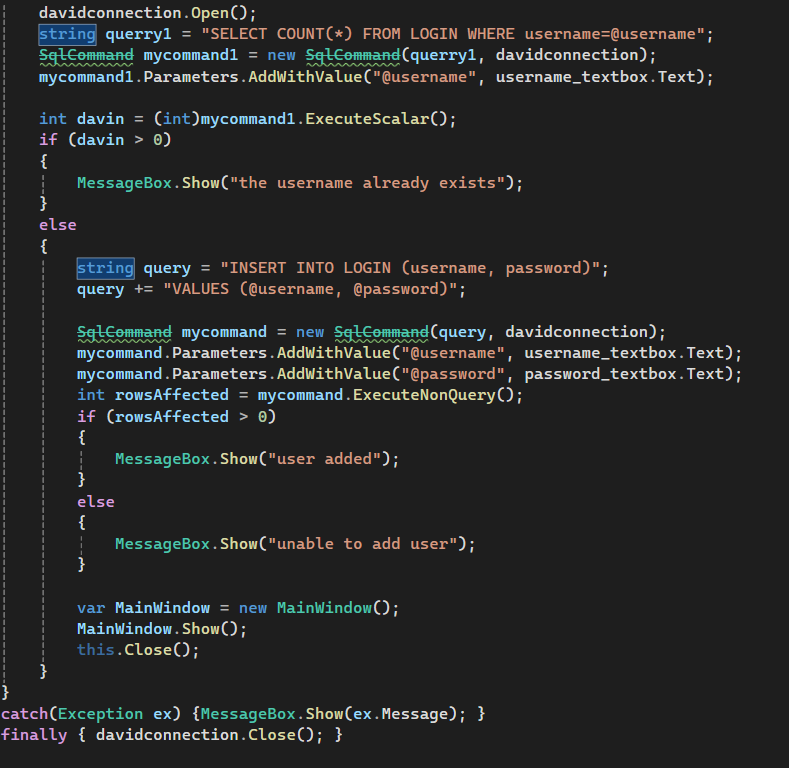 davidconnection.Open();
string querry1 = "SELECT COUNT(*) FROM LOGIN WHERE username=@username";
SqlCommand mycommand1 = new SqlCommand(querry1, davidconnection);
mycommand1.Parameters.AddWithValue("@username", username_textbox.Text);
int davin = (int)mycommand1.ExecuteScalar();
if (davin > 0)
{
MessageBox.Show("the username already exists");
}
else
{
string query = "INSERT INTO LOGIN (username, password)";
query += "VALUES (@username, @password)";
SqlCommand mycommand = new SqlCommand(query, davidconnection);
mycommand.Parameters.AddWithValue("@username", username_textbox.Text);
mycommand.Parameters.AddWithValue("@password", password_textbox.Text);
int rowsAffected = mycommand.ExecuteNonQuery();
if (rowsAffected > 0)
{
MessageBox.Show("user added");
}
else
{
MessageBox.Show("unable to add user");
}
var MainWindow = new MainWindow();
MainWindow.Show();
this.Close();
}
}
catch(Exception ex) {MessageBox.Show(ex.Message); }
finally { davidconnection.Close(); }